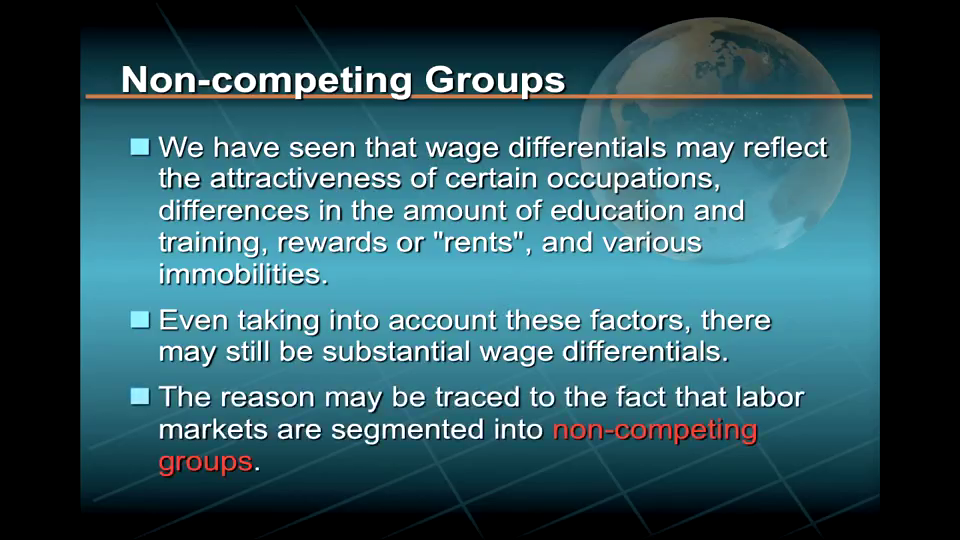 Non-competing Groups
We have seen that wage differentials may reflect
the attractiveness of certain occupations,
differences in the amount of education and
training, rewards or "rents", and various
immobilities.
Even taking into account these factors, there
may still be substantial wage differentials.
The reason may be traced to the fact that labor
markets are segmented into non-competing
groups.